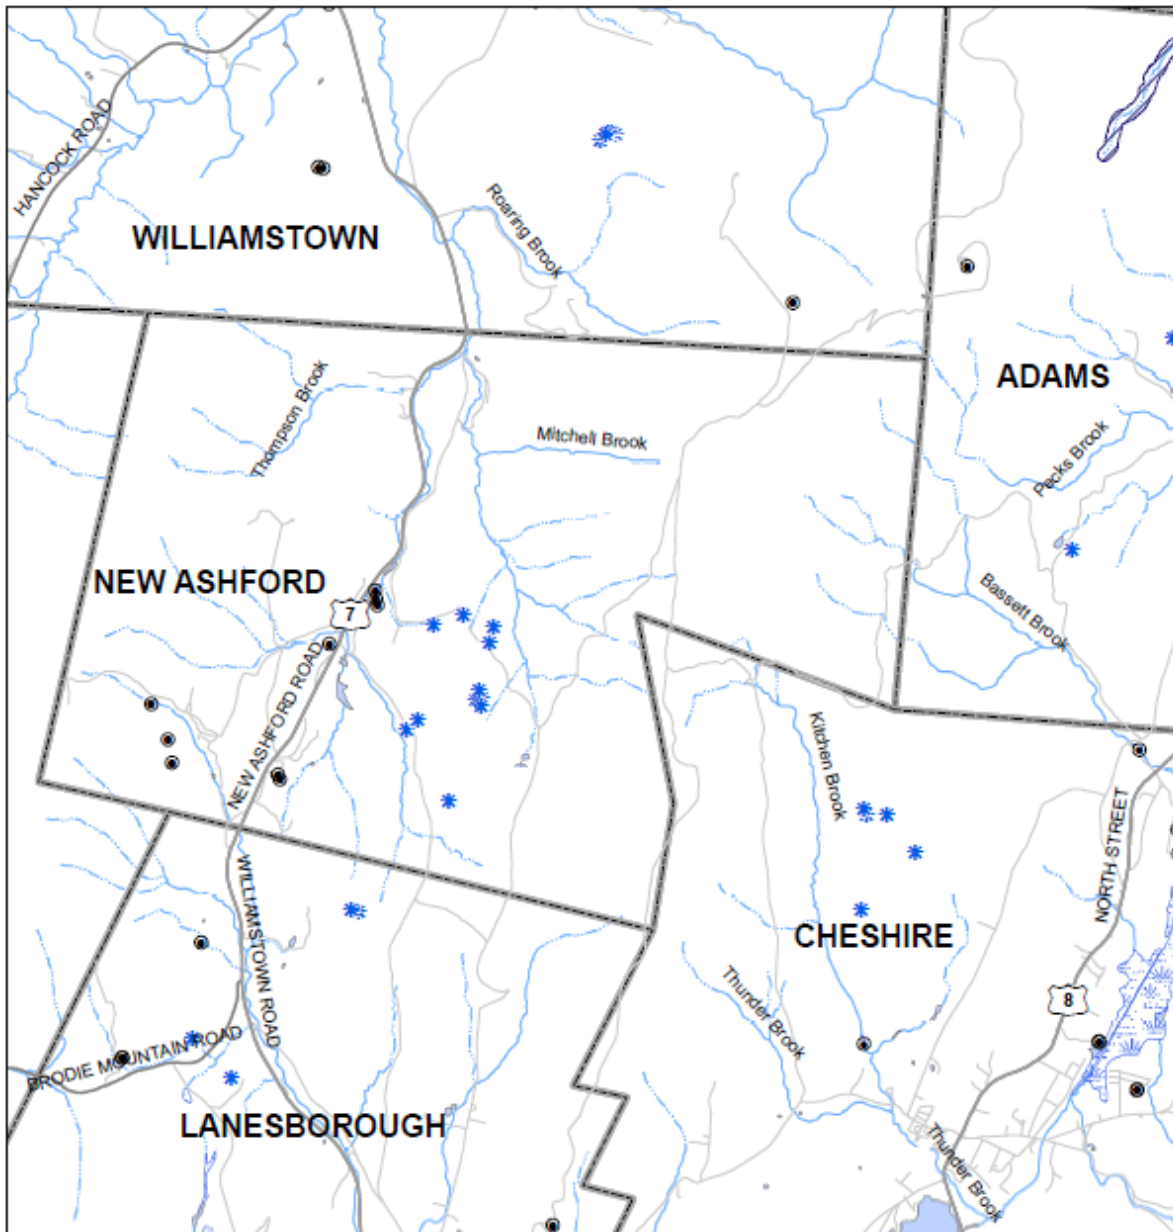 HANCOCK ROAD
WILLIAMSTOWN
Roaring Brook
ADAMS
Thompson Brook
Mitchell Brook
Pecks Brook
NEW ASHFORD
7
Bassett Brook
NEW ASHFORD ROAD
Kitchen Brook
NORTH STREET
WILLIAMSTOWN ROAD
CHESHIRE
Thunder Brook
8
BRODIE MOUNTAIN ROAD
LANESBOROUGH
Thunder Brook